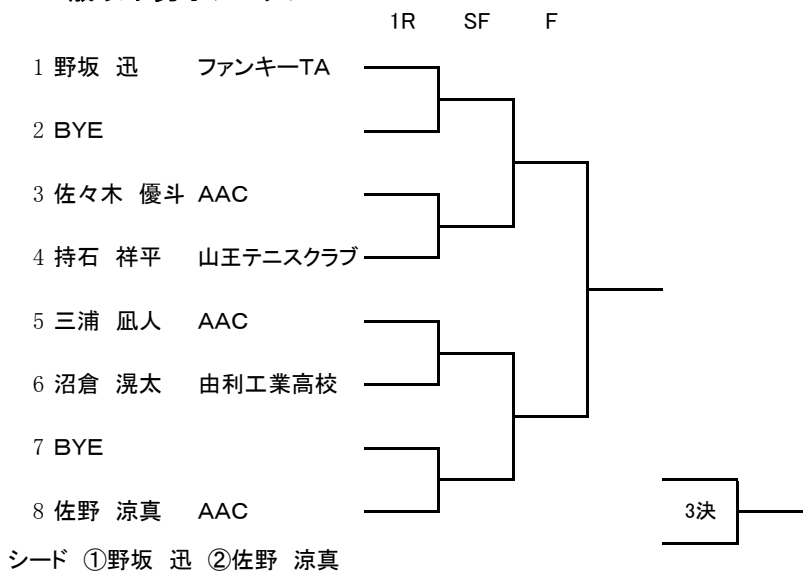 1R SF F
1 野坂 迅 ファンキーTA
2 BYE
3 佐々木 優斗 AAC
4 持石 祥平 山王テニスクラブ
5 三浦 凪人 AAC
6 沼倉 滉太 由利工業高校
7 BYE
8 佐野 涼真 AAC
3決
シード ①野坂 迅 ②佐野 涼真